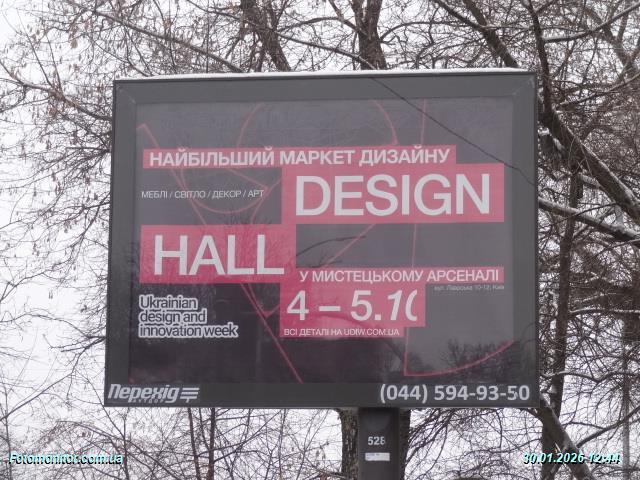 НАЙБІЛЬШИЙ МАРКЕТ ДИЗАЙНУ
МЕБЛІ / СВІТЛО / ДЕКОР / АРТ
DESIGN
HALL
У МИСТЕЦЬКОМУ АРСЕНАЛІ
вул. Лаврська 10-12, Київ
4 – 5.10
ВСІ ДЕТАЛІ НА UDIW.COM.UA
Ukrainian
design and
innovation week
Перехід
(044) 594-93-50
528
Fotomonitor.com.ua
30.01.2026 12:44